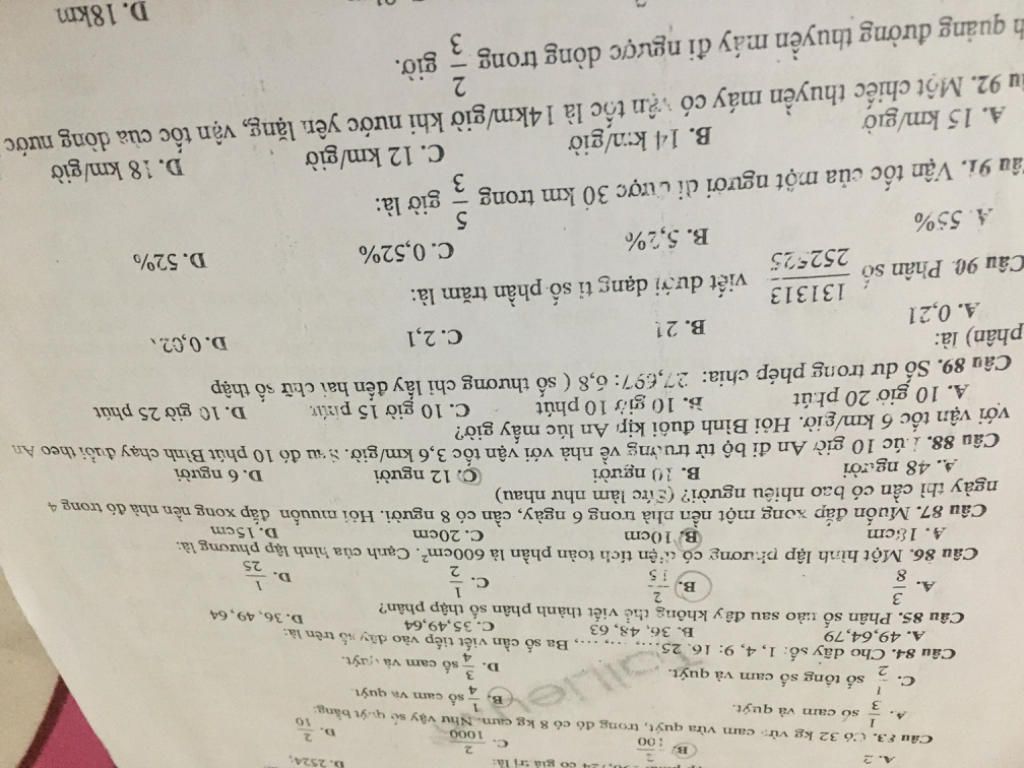 A. 2
D. 2524;
Câu 83. Có 32 kg vừa cam vừa quýt, trong đó có 8 kg cam. Như vậy số quýt bằng:
B. 2/100 C. 2/1000 D. 2/10
A. 1/3 số cam và quýt. B. 1/4 số cam và quýt.
C. 1/2 số tổng số cam và quýt. D. 3/4 số cam và quýt.
Câu 84. Cho dãy số: 1, 4, 9; 16, 25,..., ..., ..., Ba số cần viết tiếp vào dãy số trên là:
A. 49,64,79 B. 36, 48, 63 C. 35,49,64 D. 36, 49, 64
Câu 85. Phân số nào sau đây không thể viết thành phân số thập phân?
A. 3/8 B. 2/15 C. 1/2 D. 1/25
Câu 86. Một hình lập phương có diện tích toàn phần là 600cm². Cạnh của hình lập phương là:
A. 18cm B. 10cm C. 20cm D. 15cm
Câu 87. Muốn đắp xong một nền nhà trong 6 ngày, cần có 8 người. Hỏi muốn đắp xong nền nhà đó trong 4
ngày thì cần có bao nhiêu người? (Sức làm như nhau)
A. 48 người B. 10 người C. 12 người D. 6 người
Câu 88. Lúc 10 giờ An đi bộ từ trường về nhà với vận tốc 3,6 km/giờ. Sau đó 10 phút Bình chạy đuổi theo An
với vận tốc 6 km/giờ. Hỏi Bình đuổi kịp An lúc mấy giờ?
A. 10 giờ 20 phút B. 10 giờ 10 phút C. 10 giờ 15 phút D. 10 giờ 25 phút
Câu 89. Số dư trong phép chia: 27,697: 6,8 ( số thương chỉ lấy đến hai chữ số thập
phân) là:
A. 0,21 B. 21 C. 2,1 D. 0,02
Câu 90. Phân số 131313/252525 viết dưới dạng tỉ số phần trăm là:
A. 55% B. 5,2% C. 0,52% D. 52%
Câu 91. Vận tốc của một người đi được 30 km trong 5/3 giờ là:
A. 15 km/giờ B. 14 km/giờ C. 12 km/giờ D. 18 km/giờ
92. Một chiếc thuyền máy có vận tốc là 14km/giờ khi nước yên lặng, vận tốc của dòng nước
quảng đường thuyền máy đi ngược dòng trong 2/3 giờ.
D. 18km